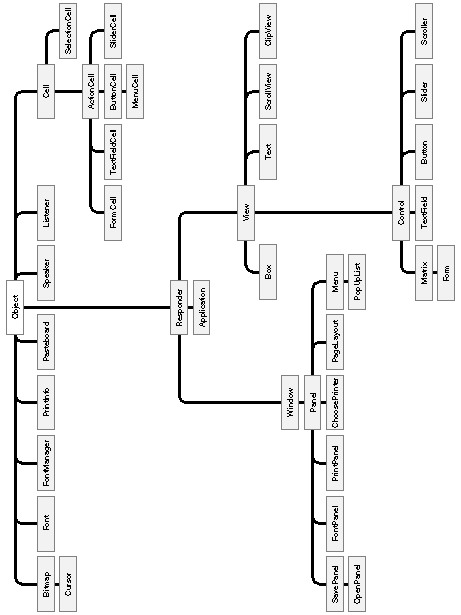 Object
Cell
SelectionCell
ActionCell
SliderCell
ButtonCell
MenuCell
TextFieldCell
FormCell
Listener
Speaker
Pasteboard
PrintInfo
FontManager
Font
Bitmap
Cursor
Responder
Application
View
ClipView
ScrollView
Text
Box
Control
Scroller
Slider
Button
TextField
Matrix
Form
Window
Panel
Menu
PopUpList
PageLayout
ChoosePrinter
PrintPanel
FontPanel
SavePanel
OpenPanel